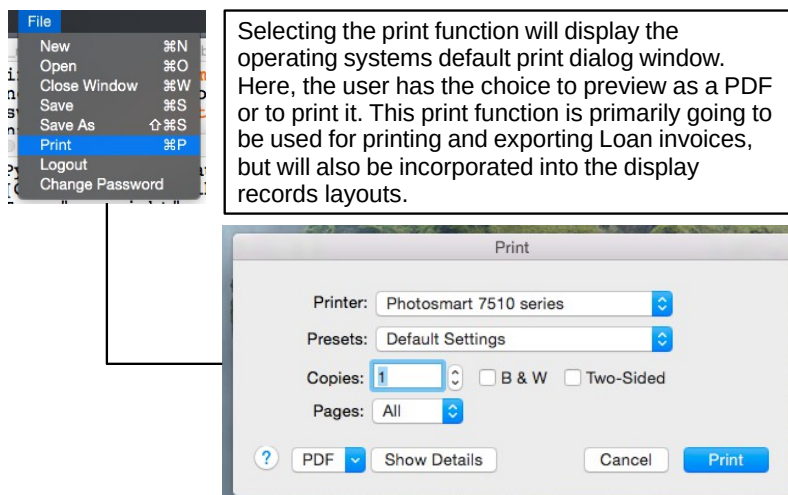 File
New ⌘N
Open ⌘O
Close Window ⌘W
Save ⌘S
Save As ⇧⌘S
Print ⌘P
Logout
Change Password
Selecting the print function will display the
operating systems default print dialog window.
Here, the user has the choice to preview as a PDF
or to print it. This print function is primarily going to
be used for printing and exporting Loan invoices,
but will also be incorporated into the display
records layouts.
Print
Printer: Photosmart 7510 series
Presets: Default Settings
Copies: 1 B & W Two-Sided
Pages: All
? PDF Show Details Cancel Print